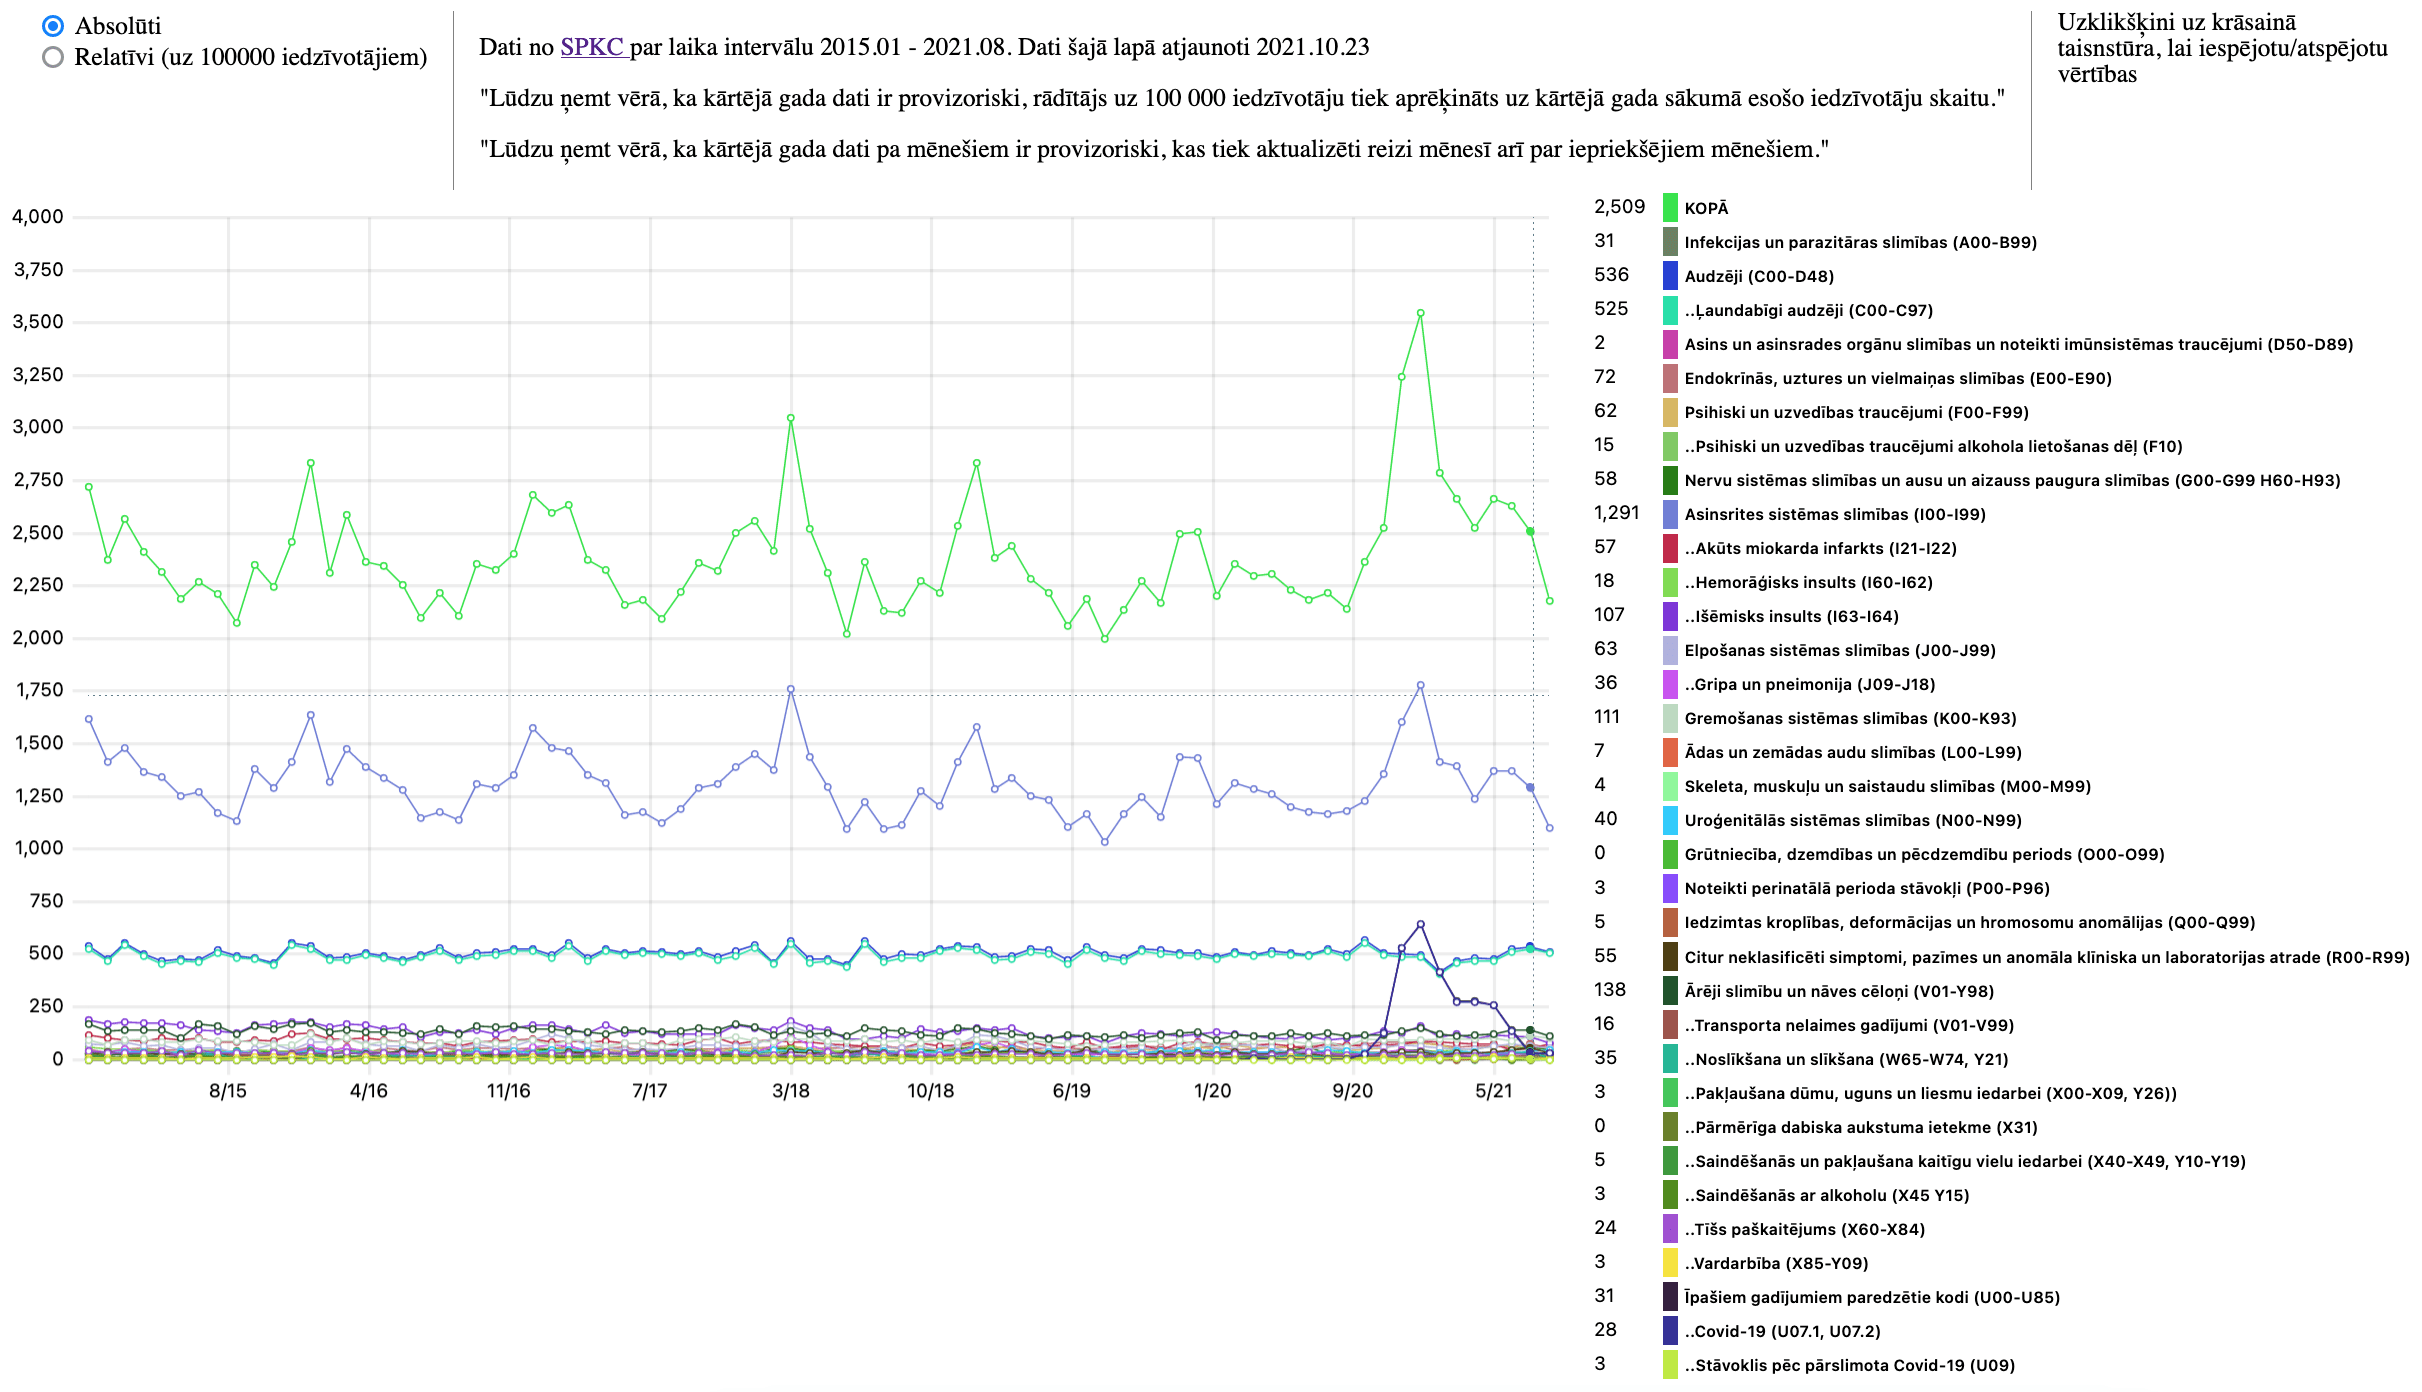 Absolūti
Relatīvi (uz 100000 iedzīvotājiem)
Dati no SPKC par laika intervālu 2015.01 - 2021.08. Dati šajā lapā atjaunoti 2021.10.23
"Lūdzu ņemt vērā, ka kārtējā gada dati ir provizoriski, rādītājs uz 100 000 iedzīvotāju tiek aprēķināts uz kārtējā gada sākumā esošo iedzīvotāju skaitu."
"Lūdzu ņemt vērā, ka kārtējā gada dati pa mēnešiem ir provizoriski, kas tiek aktualizēti reizi mēnesī arī par iepriekšējiem mēnešiem."
Uzklikšķini uz krāsainā
taisnstūra, lai iespējotu/atspējotu
vērtības
4,000
3,750
3,500
3,250
3,000
2,750
2,500
2,250
2,000
1,750
1,500
1,250
1,000
750
500
250
0
8/15 4/16 11/16 7/17 3/18 10/18 6/19 1/20 9/20 5/21
2,509 KOPĀ
31 Infekcijas un parazitāras slimības (A00-B99)
536 Audzēji (C00-D48)
525 ..Ļaundabīgi audzēji (C00-C97)
2 Asins un asinsrades orgānu slimības un noteikti imūnsistēmas traucējumi (D50-D89)
72 Endokrīnās, uztures un vielmaiņas slimības (E00-E90)
62 Psihiski un uzvedības traucējumi (F00-F99)
15 ..Psihiski un uzvedības traucējumi alkohola lietošanas dēļ (F10)
58 Nervu sistēmas slimības un ausu un aizauss paugura slimības (G00-G99 H60-H93)
1,291 Asinsrites sistēmas slimības (I00-I99)
57 ..Akūts miokarda infarkts (I21-I22)
18 ..Hemorāģisks insults (I60-I62)
107 ..Išēmisks insults (I63-I64)
63 Elpošanas sistēmas slimības (J00-J99)
36 ..Gripa un pneimonija (J09-J18)
111 Gremošanas sistēmas slimības (K00-K93)
7 Ādas un zemādas audu slimības (L00-L99)
4 Skeleta, muskuļu un saistaudu slimības (M00-M99)
40 Uroģenitālās sistēmas slimības (N00-N99)
0 Grūtniecība, dzemdības un pēcdzemdību periods (O00-O99)
3 Noteikti perinatālā perioda stāvokļi (P00-P96)
5 Iedzimtas kroplības, deformācijas un hromosomu anomālijas (Q00-Q99)
55 Citur neklasificēti simptomi, pazīmes un anomāla klīniska un laboratorijas atrade (R00-R99)
138 Ārēji slimību un nāves cēloņi (V01-Y98)
16 ..Transporta nelaimes gadījumi (V01-V99)
35 ..Noslīkšana un slīkšana (W65-W74, Y21)
3 ..Pakļaušana dūmu, uguns un liesmu iedarbei (X00-X09, Y26))
0 ..Pārmērīga dabiska aukstuma ietekme (X31)
5 ..Saindēšanās un pakļaušana kaitīgu vielu iedarbei (X40-X49, Y10-Y19)
3 ..Saindēšanās ar alkoholu (X45 Y15)
24 ..Tīšs paškaitējums (X60-X84)
3 ..Vardarbība (X85-Y09)
31 Īpašiem gadījumiem paredzētie kodi (U00-U85)
28 ..Covid-19 (U07.1, U07.2)
3 ..Stāvoklis pēc pārslimota Covid-19 (U09)